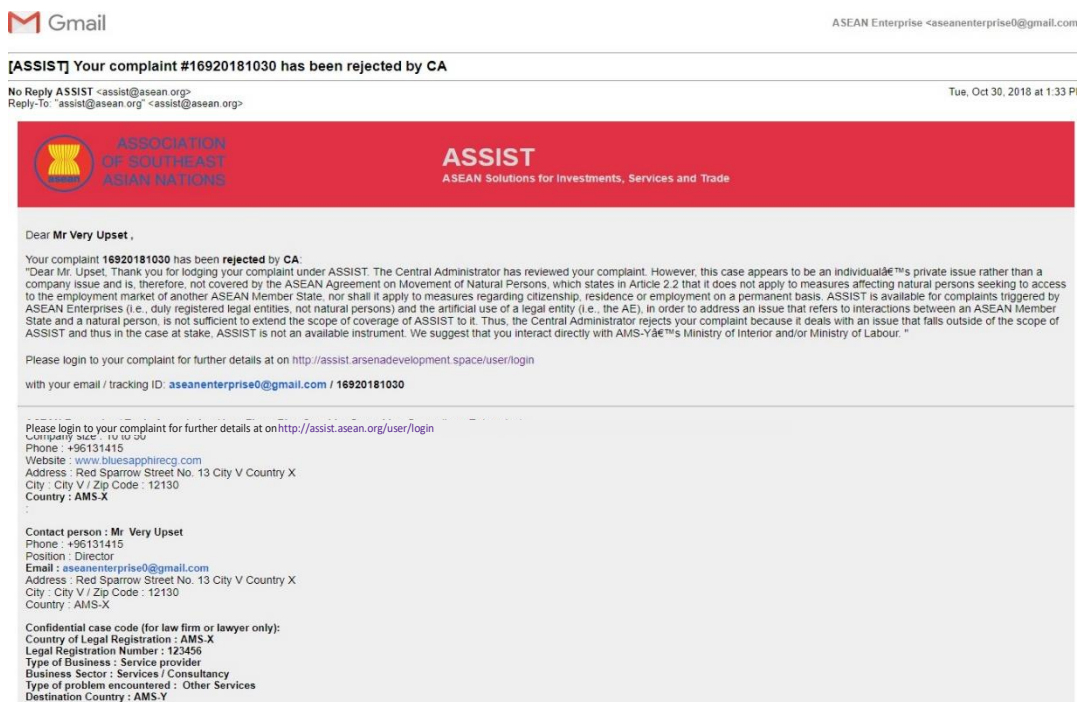 Gmail
ASEAN Enterprise <aseanenterprise0@gmail.com
[ASSIST] Your complaint #16920181030 has been rejected by CA
No Reply ASSIST <assist@asean.org>
Tue, Oct 30, 2018 at 1:33 P
Reply-To: "assist@asean.org" <assist@asean.org>
asean
ASSOCIATION
OF SOUTHEAST
ASIAN NATIONS
ASSIST
ASEAN Solutions for Investments, Services and Trade
Dear Mr Very Upset ,
Your complaint 16920181030 has been rejected by CA:
"Dear Mr. Upset, Thank you for lodging your complaint under ASSIST. The Central Administrator has reviewed your complaint. However, this case appears to be an individualâ€™s private issue rather than a
company issue and is, therefore, not covered by the ASEAN Agreement on Movement of Natural Persons, which states in Article 2.2 that it does not apply to measures affecting natural persons seeking to access
to the employment market of another ASEAN Member State, nor shall it apply to measures regarding citizenship, residence or employment on a permanent basis. ASSIST is available for complaints triggered by
ASEAN Enterprises (i.e., duly registered legal entities, not natural persons) and the artificial use of a legal entity (i.e., the AE), in order to address an issue that refers to interactions between an ASEAN Member
State and a natural person, is not sufficient to extend the scope of coverage of ASSIST to it. Thus, the Central Administrator rejects your complaint because it deals with an issue that falls outside of the scope of
ASSIST and thus in the case at stake, ASSIST is not an available instrument. We suggest that you interact directly with AMS-Yâ€™s Ministry of Interior and/or Ministry of Labour. "
Please login to your complaint for further details at on http://assist.arsenadevelopment.space/user/login
with your email / tracking ID: aseanenterprise0@gmail.com / 16920181030
Please login to your complaint for further details at onhttp://assist.asean.org/user/login
Company size : 10 to 50
Phone : +96131415
Website : www.bluesapphirecg.com
Address : Red Sparrow Street No. 13 City V Country X
City : City V / Zip Code : 12130
Country : AMS-X
:
Contact person : Mr Very Upset
Phone : +96131415
Position : Director
Email : aseanenterprise0@gmail.com
Address : Red Sparrow Street No. 13 City V Country X
City : City V / Zip Code : 12130
Country : AMS-X
Confidential case code (for law firm or lawyer only):
Country of Legal Registration : AMS-X
Legal Registration Number : 123456
Type of Business : Service provider
Business Sector : Services / Consultancy
Type of problem encountered : Other Services
Destination Country : AMS-Y